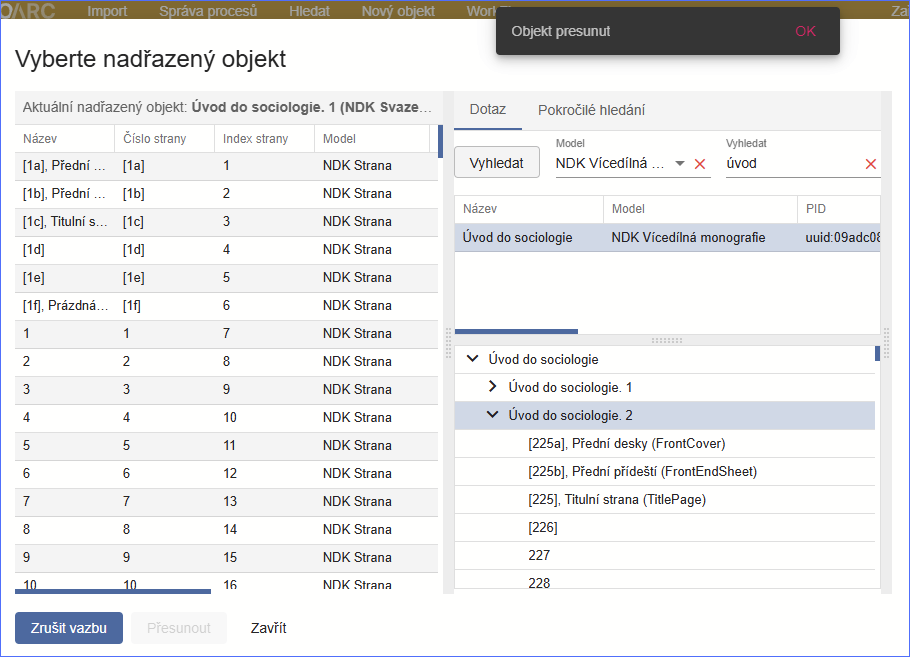 Import Správa procesů Hledat Nový objekt
Objekt presunut OK
Vyberte nadřazený objekt
Aktuální nadřazený objekt: Úvod do sociologie. 1 (NDK Svaze...
Název Číslo strany Index strany Model
[1a], Přední ... [1a] 1 NDK Strana
[1b], Přední ... [1b] 2 NDK Strana
[1c], Titulní s... [1c] 3 NDK Strana
[1d] [1d] 4 NDK Strana
[1e] [1e] 5 NDK Strana
[1f], Prázdná... [1f] 6 NDK Strana
1 1 7 NDK Strana
2 2 8 NDK Strana
3 3 9 NDK Strana
4 4 10 NDK Strana
5 5 11 NDK Strana
6 6 12 NDK Strana
7 7 13 NDK Strana
8 8 14 NDK Strana
9 9 15 NDK Strana
10 10 16 NDK Strana
Dotaz Pokročilé hledání
Vyhledat
Model
NDK Vícedílná ...
Vyhledat
úvod
Název Model PID
Úvod do sociologie NDK Vícedílná monografie uuid:09adc08
Úvod do sociologie
Úvod do sociologie. 1
Úvod do sociologie. 2
[225a], Přední desky (FrontCover)
[225b], Přední přídeští (FrontEndSheet)
[225], Titulní strana (TitlePage)
[226]
227
228
Zrušit vazbu Přesunout Zavřít